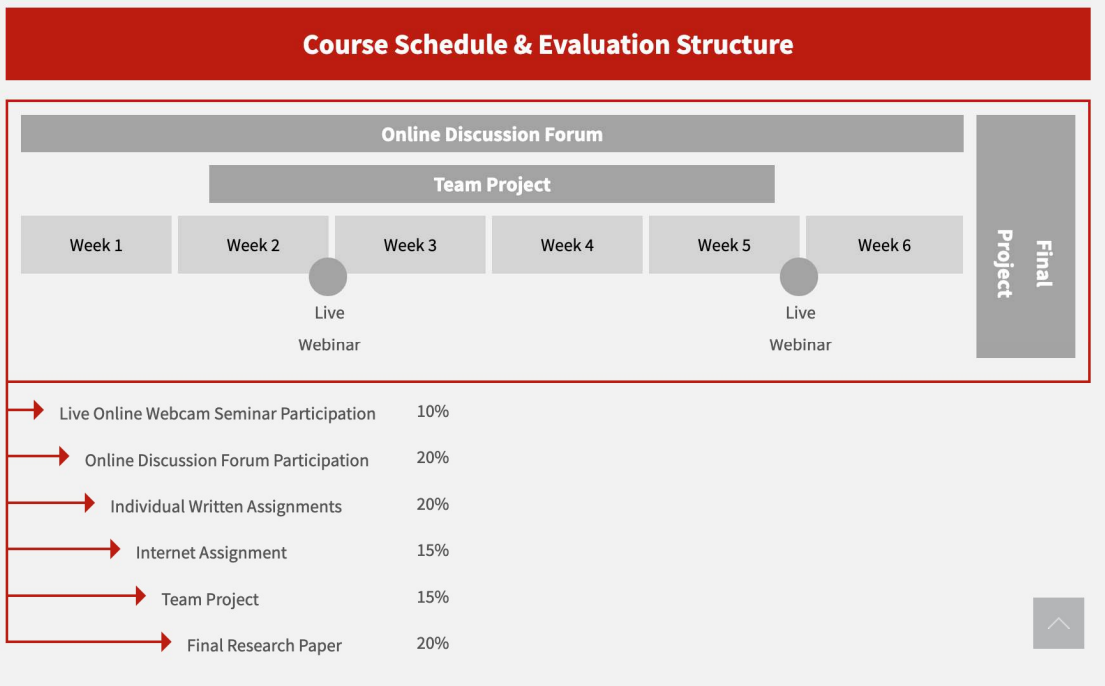 Course Schedule & Evaluation Structure
Online Discussion Forum
Team Project
Week 1 Week 2 Week 3 Week 4 Week 5 Week 6
Live
Webinar
Live
Webinar
Final
Project
Live Online Webcam Seminar Participation 10%
Online Discussion Forum Participation 20%
Individual Written Assignments 20%
Internet Assignment 15%
Team Project 15%
Final Research Paper 20%